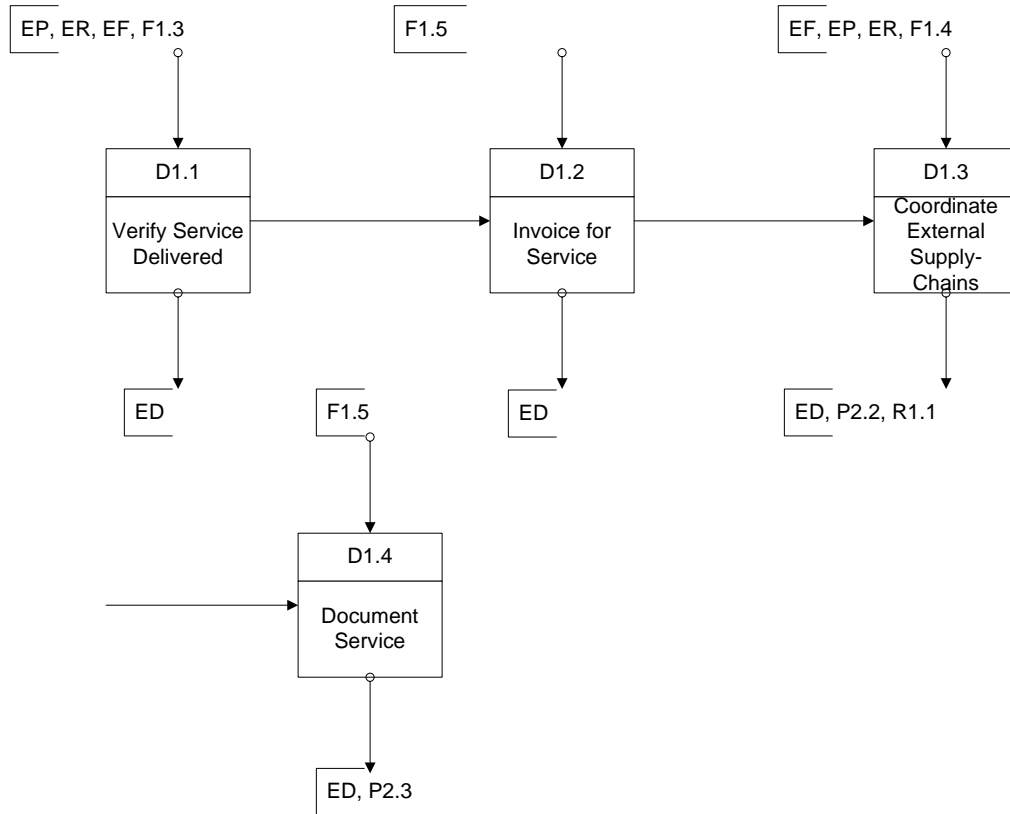 EP, ER, EF, F1.3
F1.5
EF, EP, ER, F1.4
D1.1
D1.2
D1.3
Verify Service
Delivered
Invoice for
Service
Coordinate
External
Supply-
Chains
ED
F1.5
ED
ED, P2.2, R1.1
D1.4
Document
Service
ED, P2.3